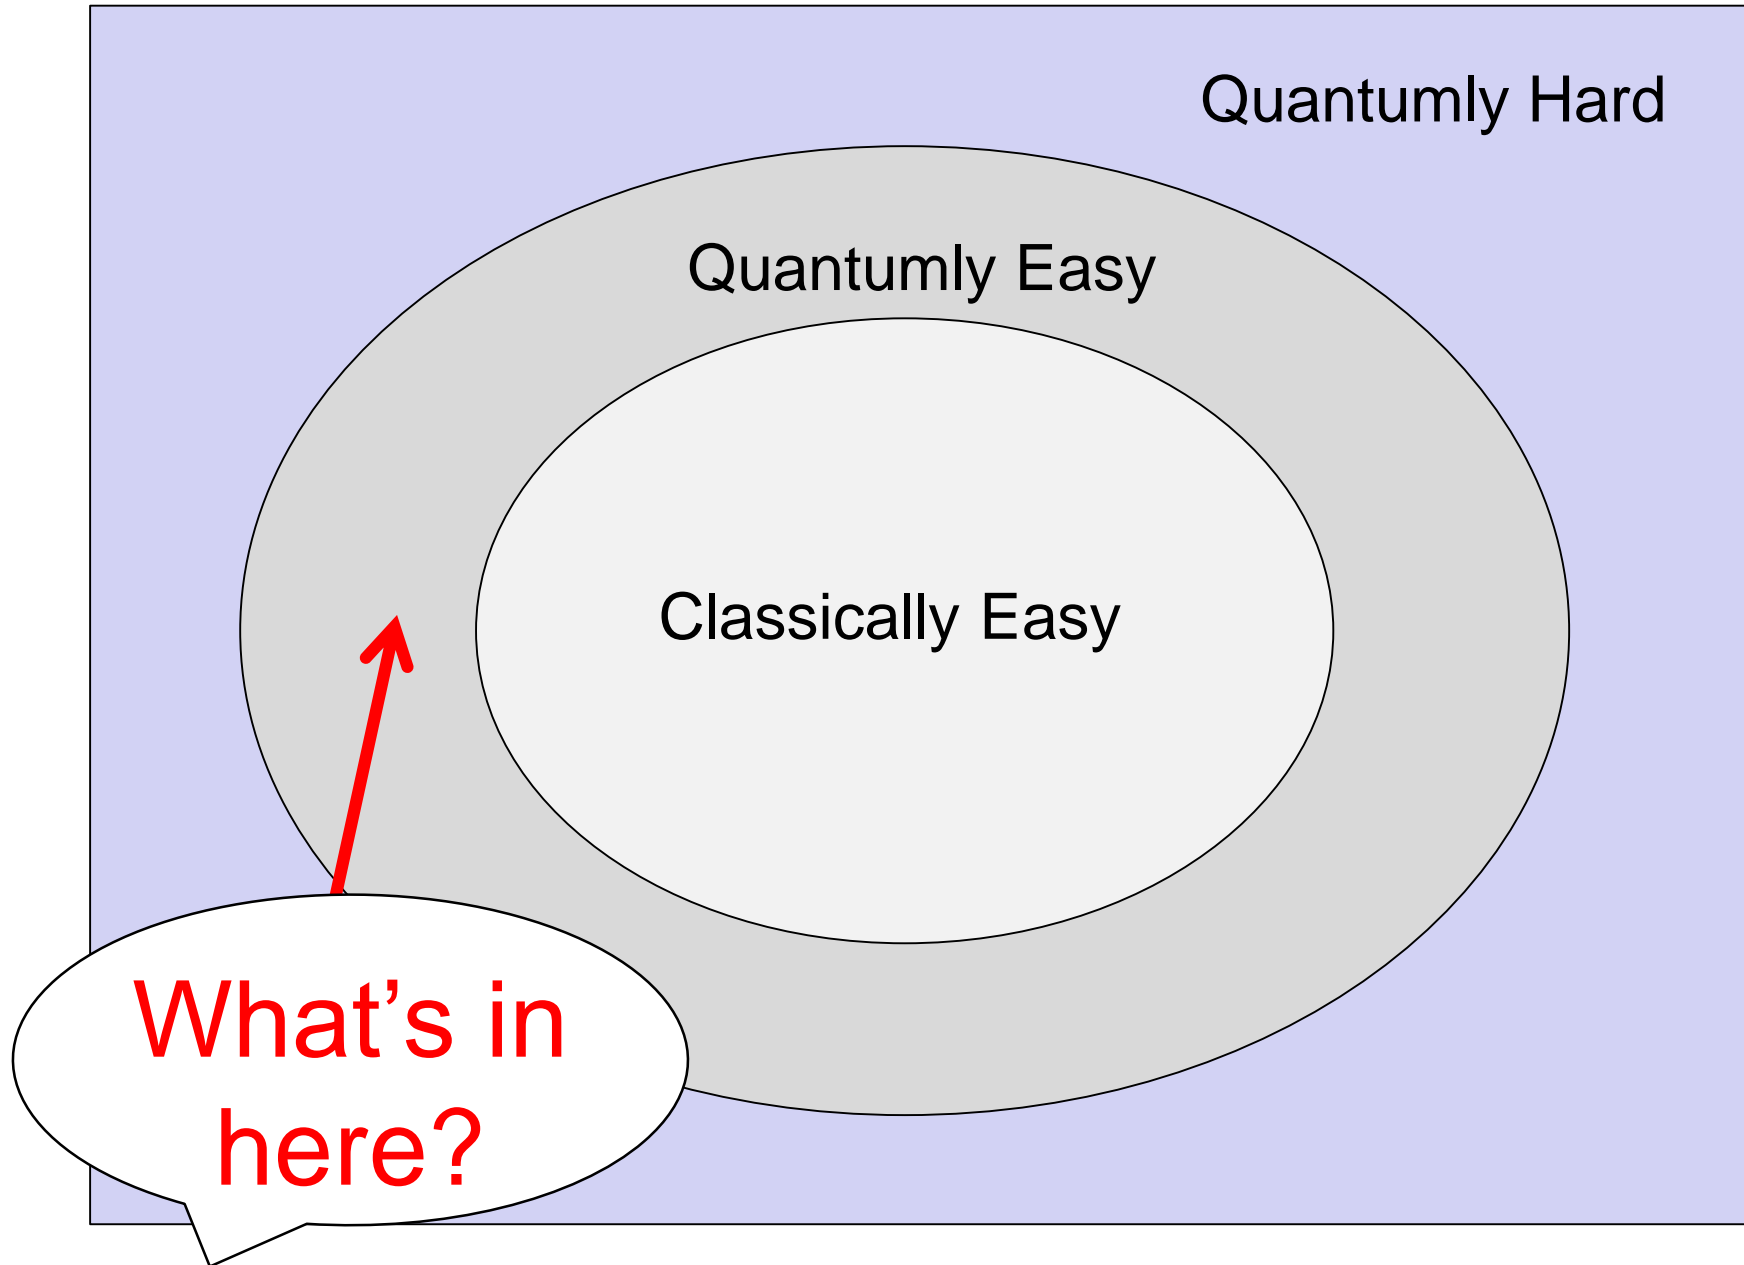 Quantumly Hard
Quantumly Easy
Classically Easy
What’s in
here?